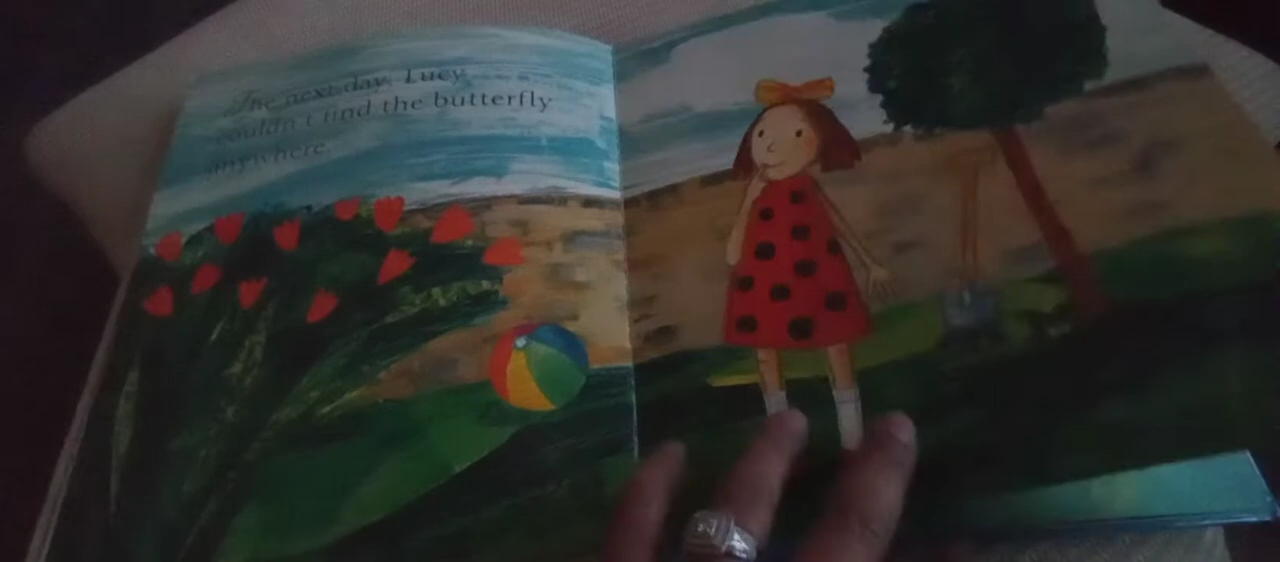 The next day, Lucy
couldn't find the butterfly
anywhere.